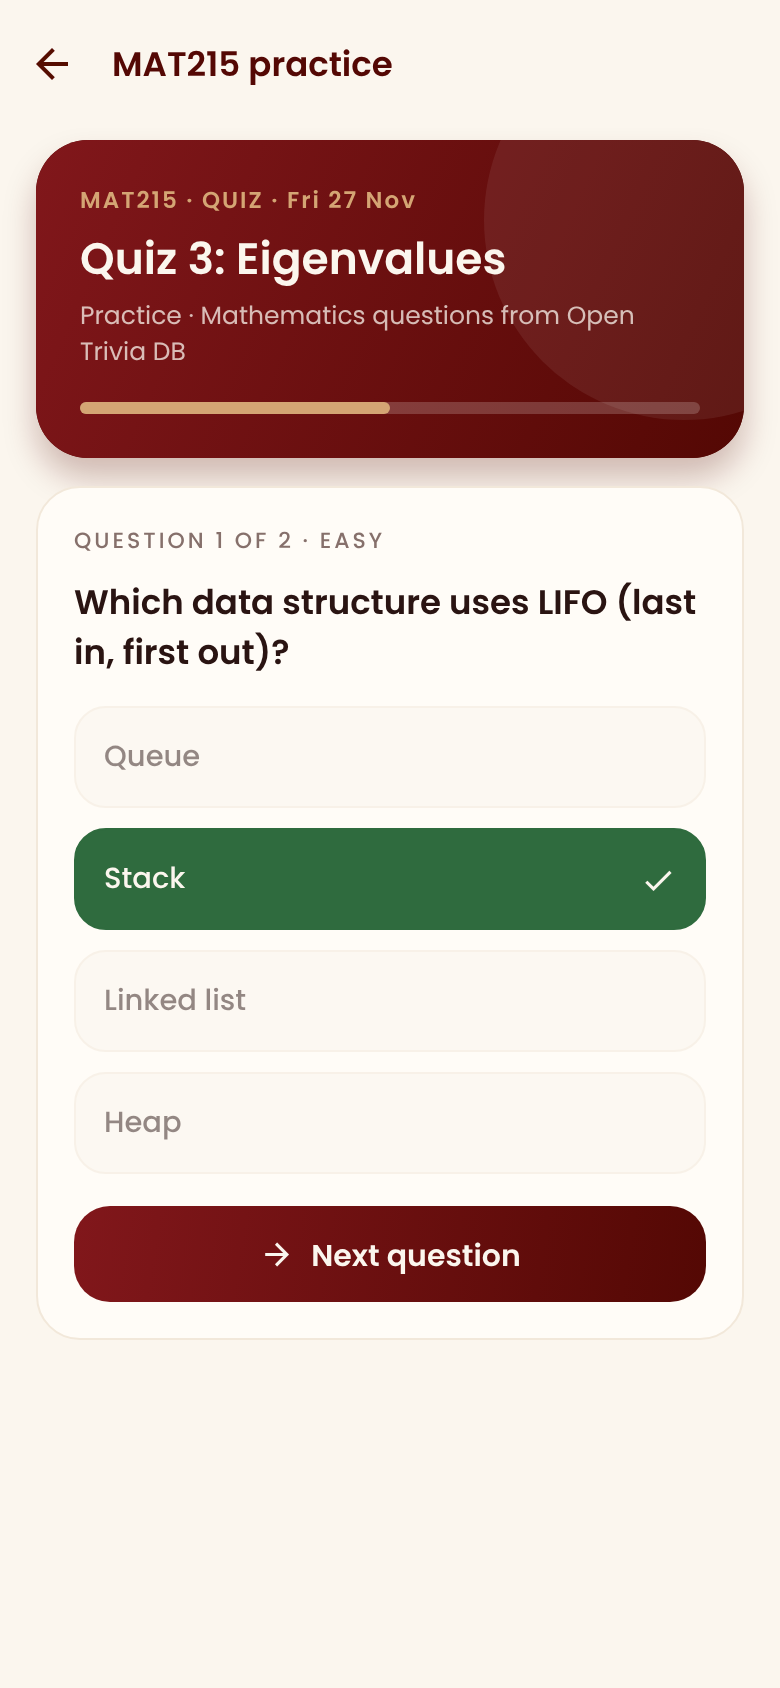 MAT215 practice
MAT215 · QUIZ · Fri 27 Nov
Quiz 3: Eigenvalues
Practice · Mathematics questions from Open
Trivia DB
QUESTION 1 OF 2 · EASY
Which data structure uses LIFO (last
in, first out)?
Queue
Stack
Linked list
Heap
Next question